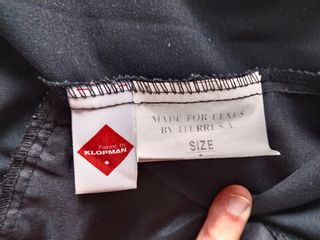 Fabric by
KLOPMAN
MADE FOR LEXUS
BY ITURRI S.A.
SIZE